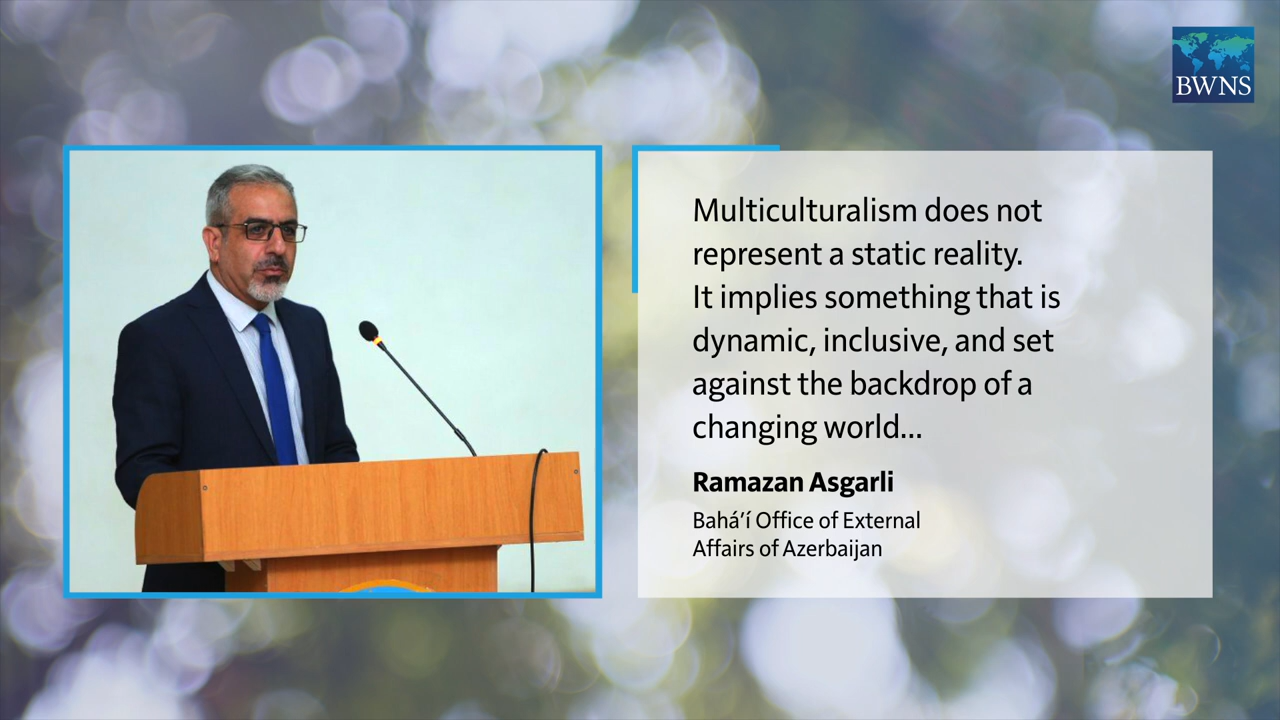 BWNS
Multiculturalism does not
represent a static reality.
It implies something that is
dynamic, inclusive, and set
against the backdrop of a
changing world...
Ramazan Asgarli
Bahá’í Office of External
Affairs of Azerbaijan